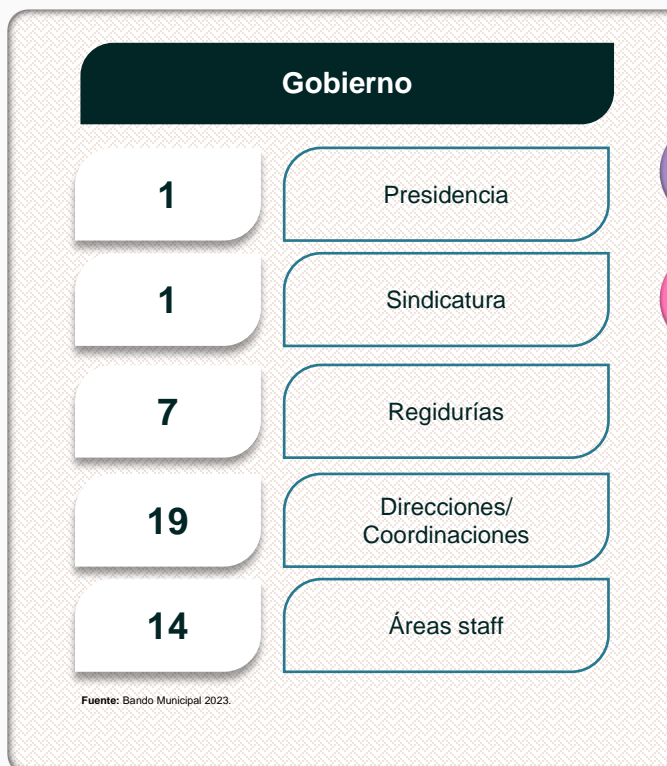 Gobierno
1
Presidencia
1
Sindicatura
7
Regidurías
19
Direcciones/
Coordinaciones
14
Áreas staff
Fuente: Bando Municipal 2023.